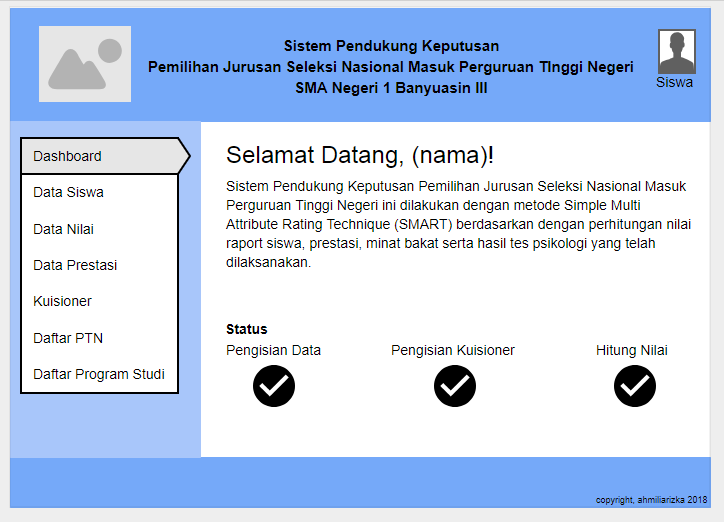 Sistem Pendukung Keputusan
Pemilihan Jurusan Seleksi Nasional Masuk Perguruan TInggi Negeri
SMA Negeri 1 Banyuasin III
Siswa
Dashboard
Data Siswa
Data Nilai
Data Prestasi
Kuisioner
Daftar PTN
Daftar Program Studi
Selamat Datang, (nama)!
Sistem Pendukung Keputusan Pemilihan Jurusan Seleksi Nasional Masuk
Perguruan Tinggi Negeri ini dilakukan dengan metode Simple Multi
Attribute Rating Technique (SMART) berdasarkan dengan perhitungan nilai
raport siswa, prestasi, minat bakat serta hasil tes psikologi yang telah
dilaksanakan.
Status
Pengisian Data
Pengisian Kuisioner
Hitung Nilai
copyright, ahmiliarizka 2018